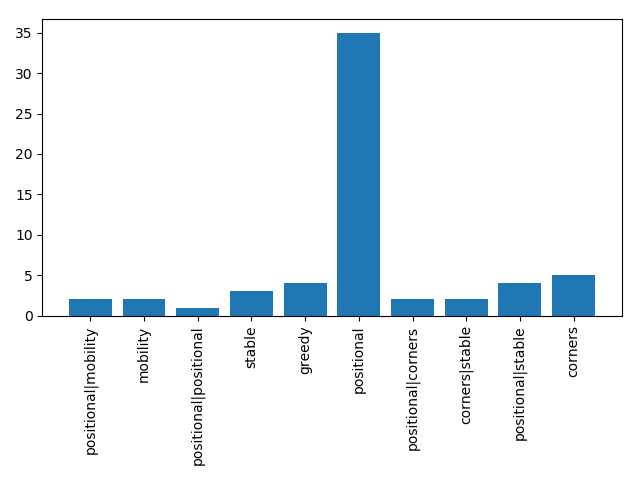 35
30
25
20
15
10
5
0
positional|mobility
mobility
positional|positional
stable
greedy
positional
positional|corners
corners|stable
positional|stable
corners